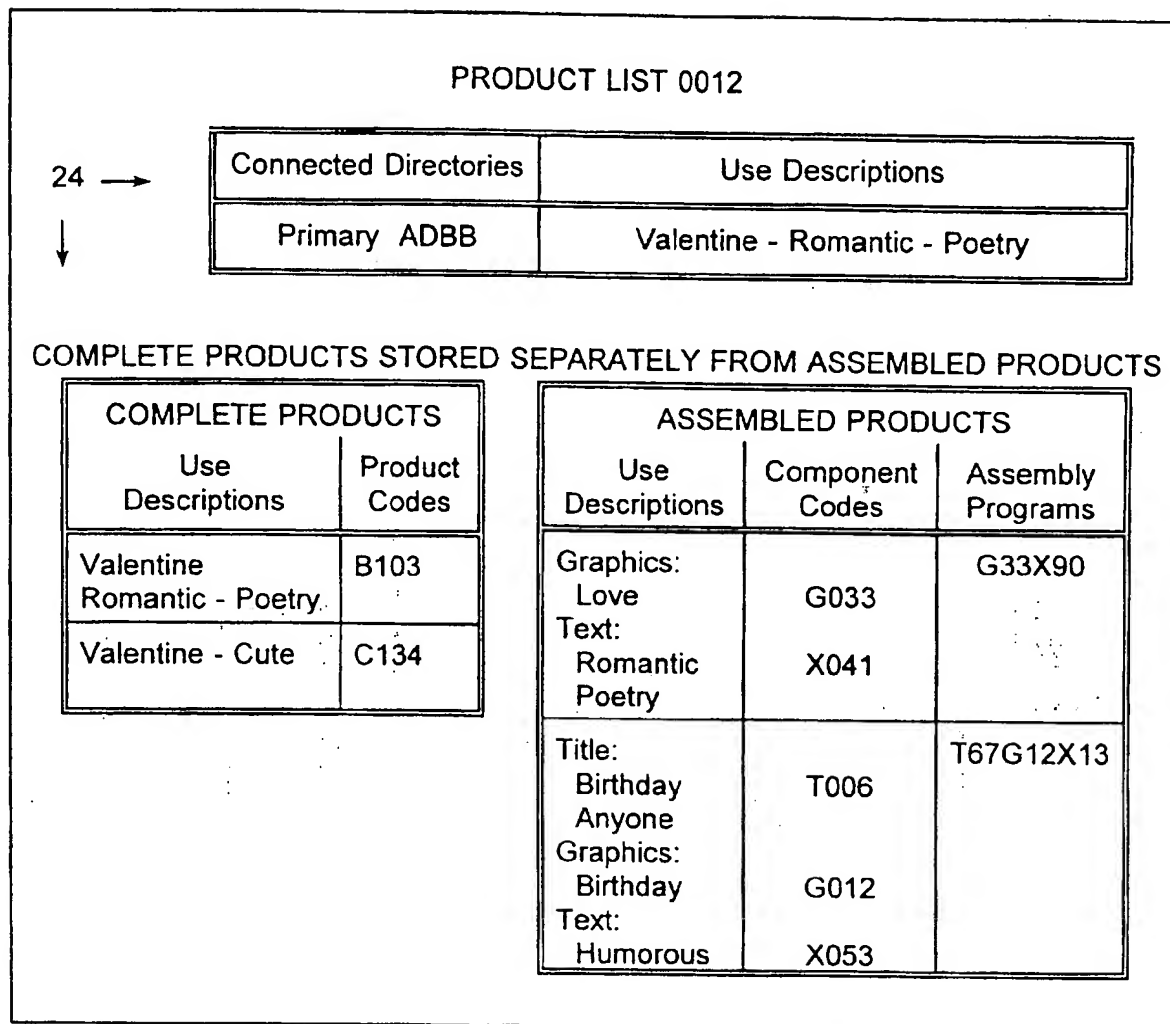 PRODUCT LIST 0012
24 → Connected Directories Use Descriptions
↓ Primary ADBB Valentine - Romantic - Poetry
COMPLETE PRODUCTS STORED SEPARATELY FROM ASSEMBLED PRODUCTS
COMPLETE PRODUCTS
Use Product
Descriptions Codes
Valentine B103
Romantic - Poetry
Valentine - Cute C134
ASSEMBLED PRODUCTS
Use Component Assembly
Descriptions Codes Programs
Graphics: G33X90
Love G033
Text:
Romantic X041
Poetry
Title: T67G12X13
Birthday T006
Anyone
Graphics:
Birthday G012
Text:
Humorous X053